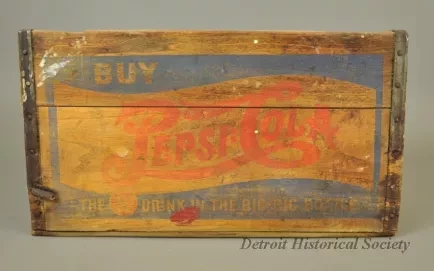 BUY
PEPSI-COLA
THE DRINK IN THE BIG BIG BOTTLE
Detroit Historical Society